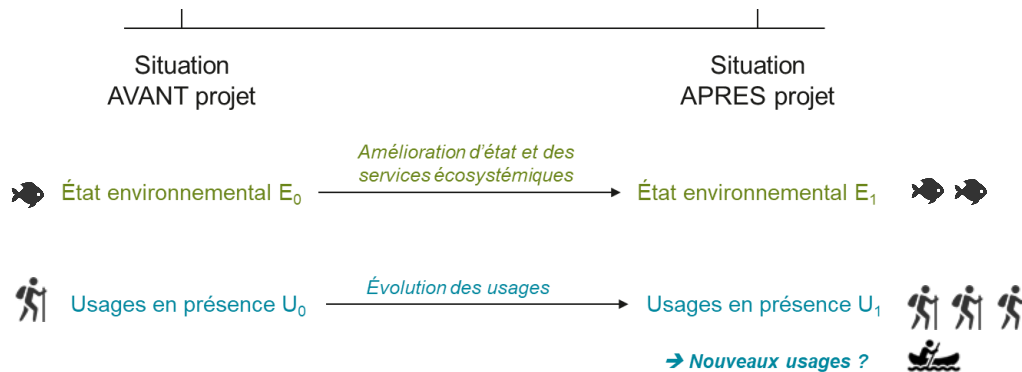 Situation
AVANT projet
Situation
APRES projet
Amélioration d'état et des
services écosystémiques
État environnemental E₀
État environnemental E₁
Évolution des usages
Usages en présence U₀
Usages en présence U₁
➔ Nouveaux usages ?